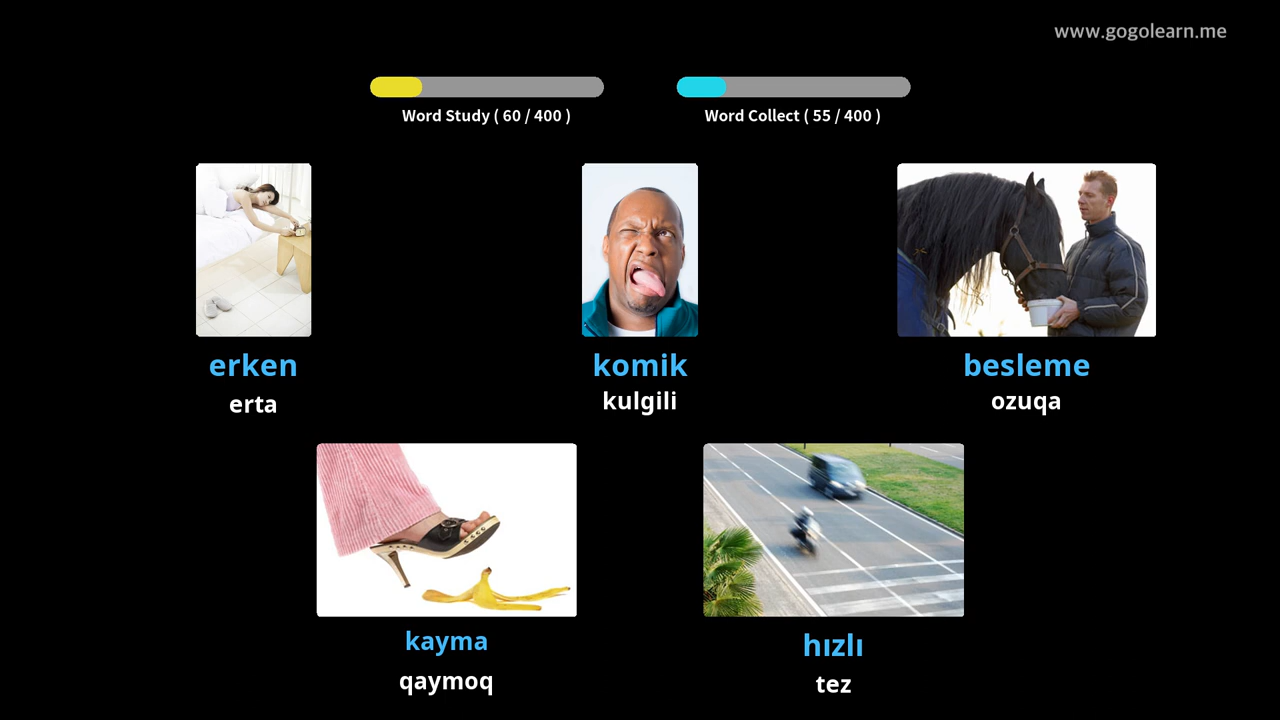 www.gogolearn.me
Word Study ( 60 / 400 )
Word Collect ( 55 / 400 )
erken
erta
komik
kulgili
besleme
ozuqa
kayma
qaymoq
hızlı
tez